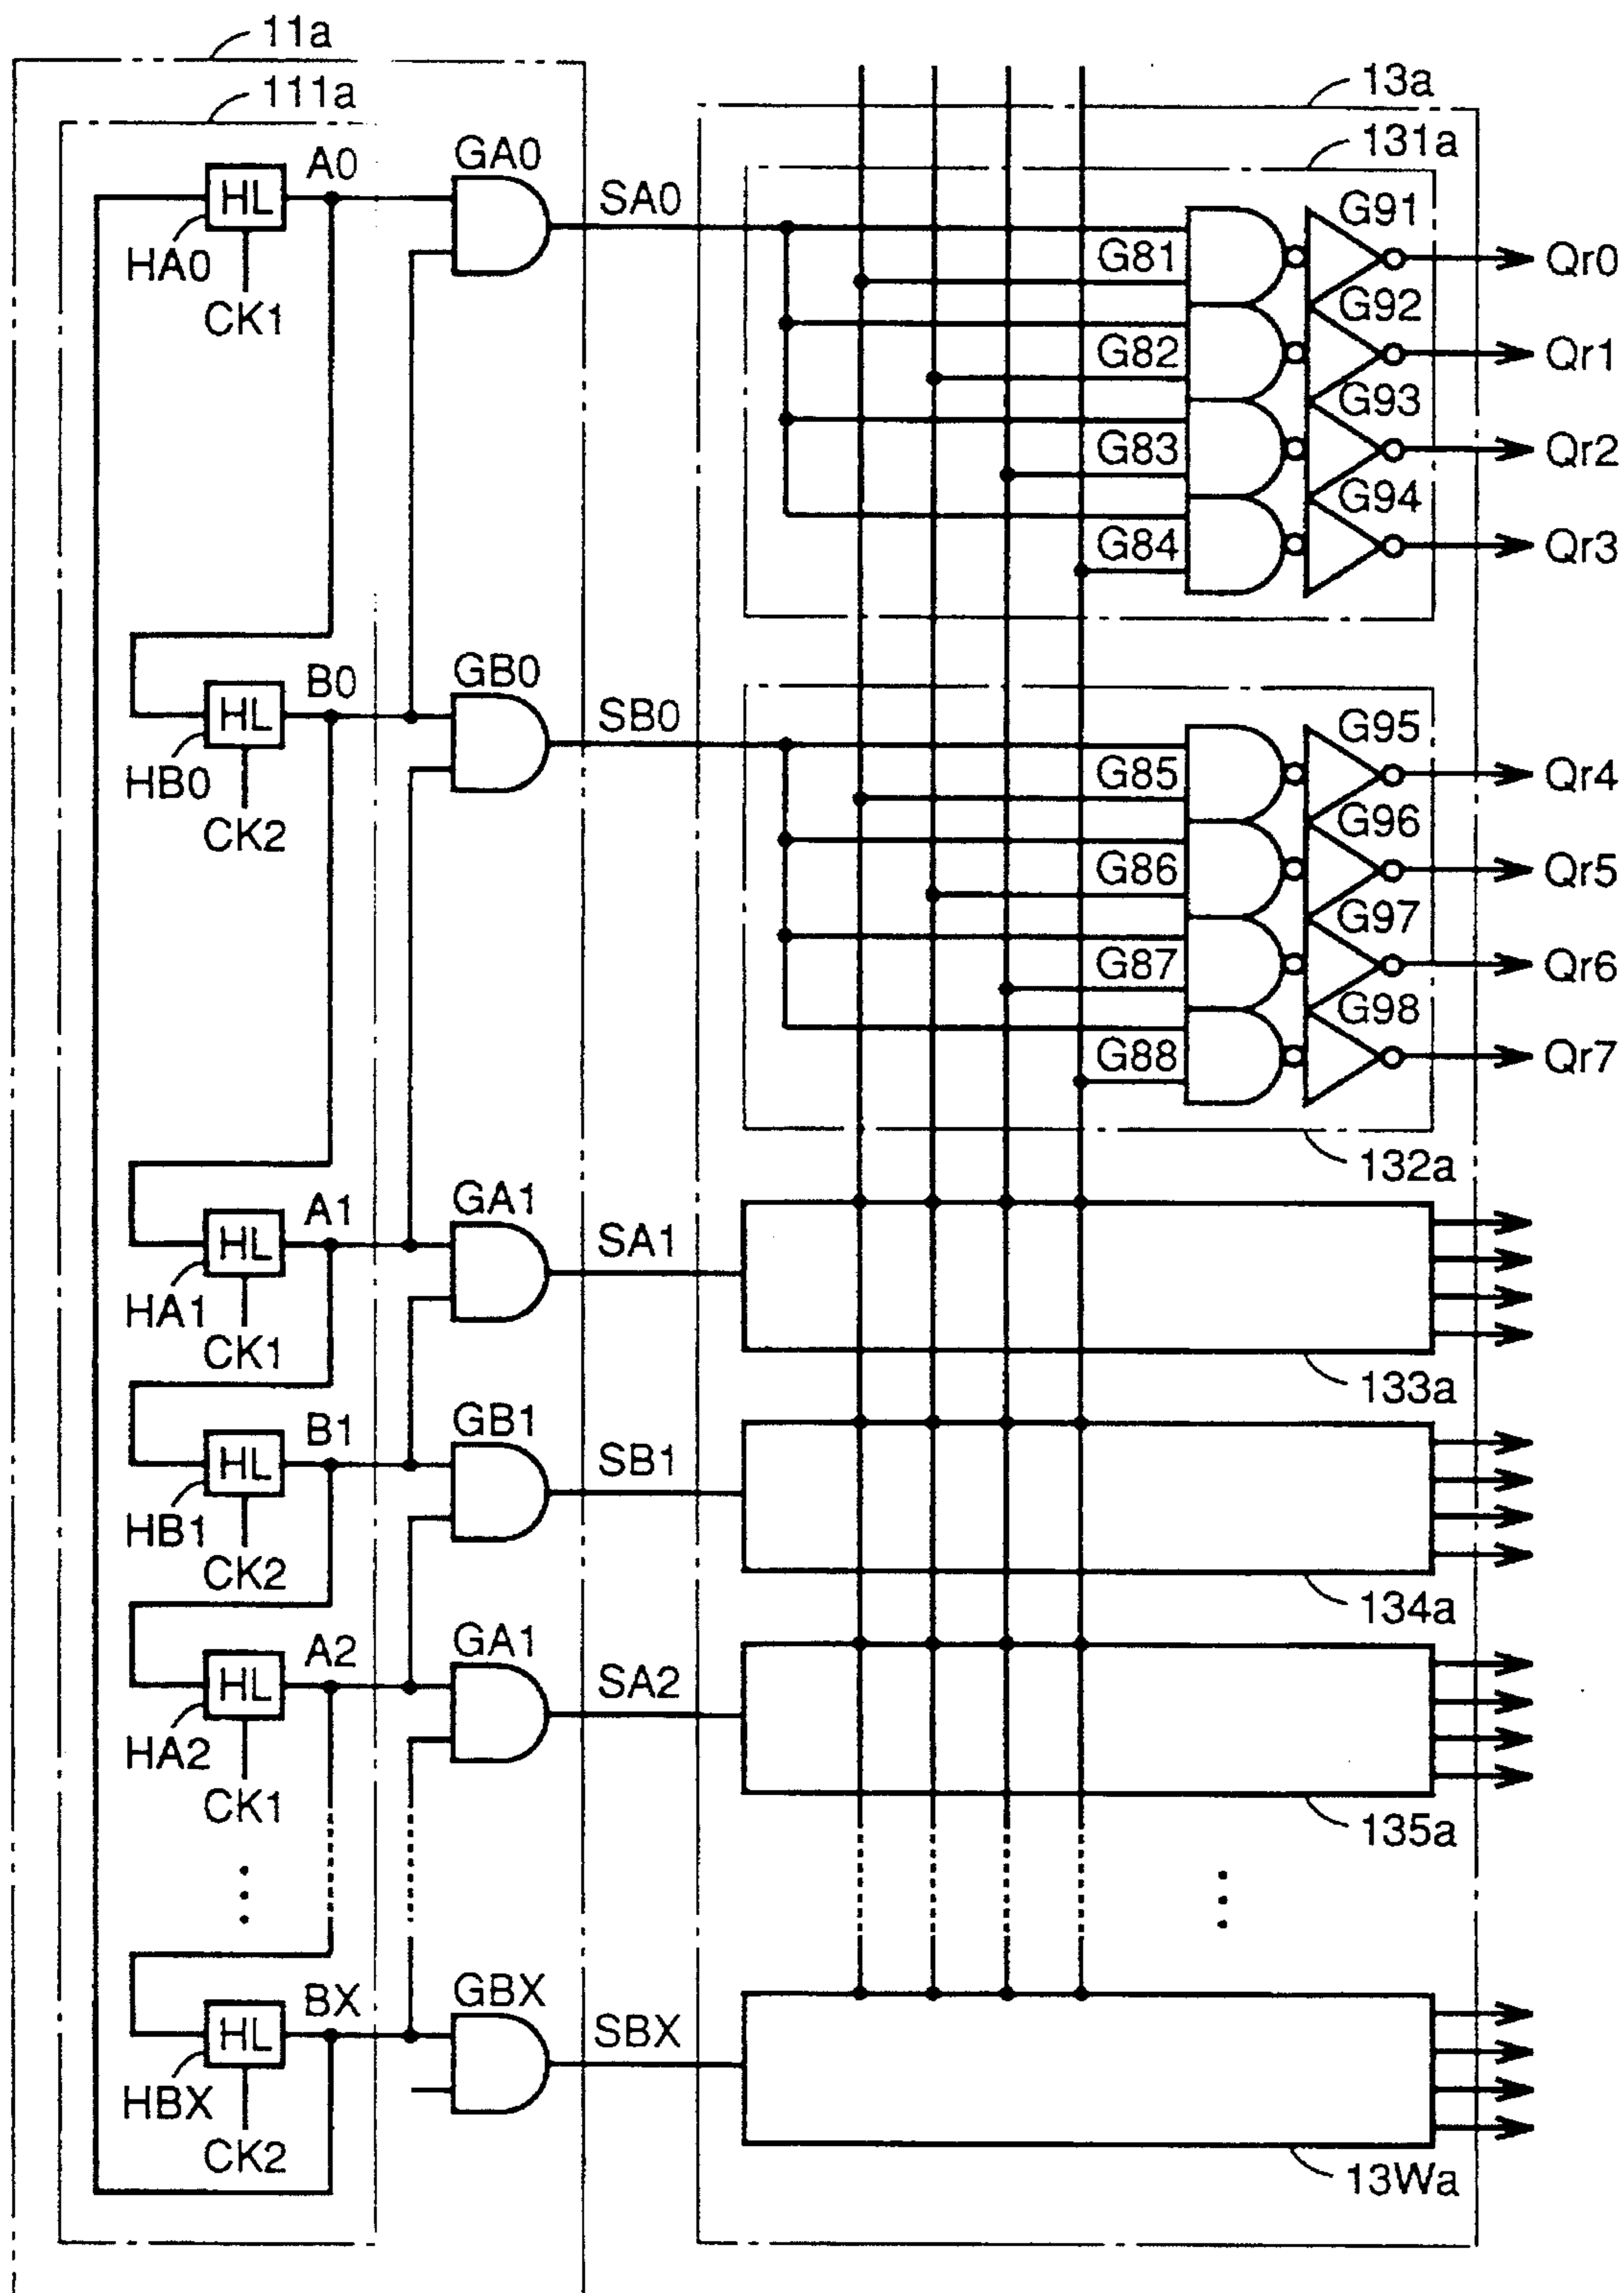 11a
111a
13a
131a
A0
GA0
SA0
HL
HA0
CK1
G81
G91
Qr0
G82
G92
Qr1
G83
G93
Qr2
G84
G94
Qr3
B0
GB0
SB0
HL
HB0
CK2
G85
G95
Qr4
G86
G96
Qr5
G87
G97
Qr6
G88
G98
Qr7
132a
A1
GA1
SA1
HL
HA1
CK1
133a
B1
GB1
SB1
HL
HB1
CK2
134a
A2
GA1
SA2
HL
HA2
CK1
135a
BX
GBX
SBX
HL
HBX
CK2
13Wa